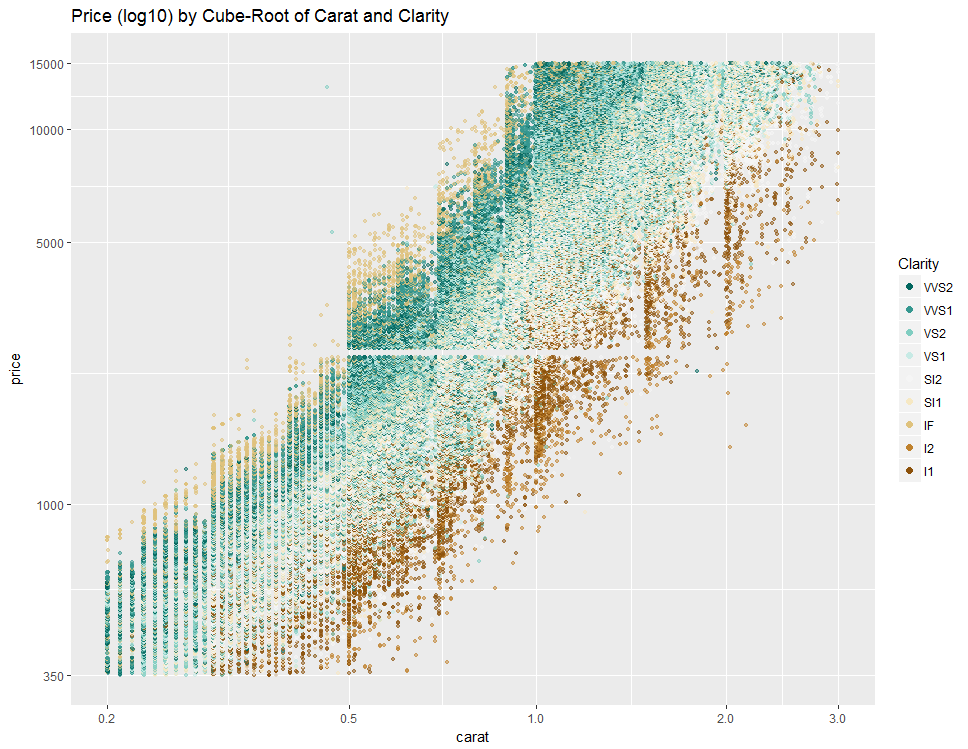 Price (log10) by Cube-Root of Carat and Clarity
15000
10000
5000
1000
350
price
0.2
0.5
1.0
2.0
3.0
carat
Clarity
VVS2
VVS1
VS2
VS1
SI2
SI1
IF
I2
I1